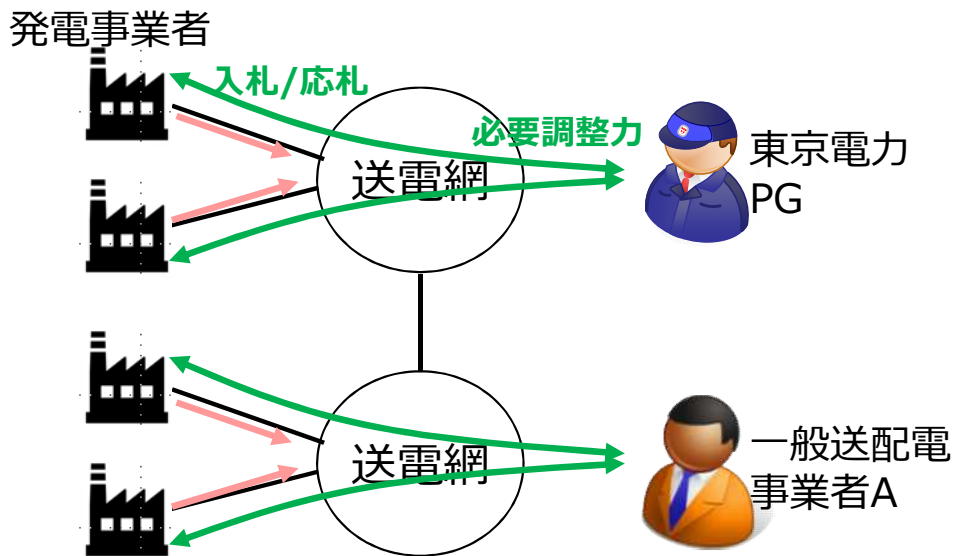 発電事業者
入札/応札
必要調整力
送電網
東京電力
PG
送電網
一般送配電
事業者A